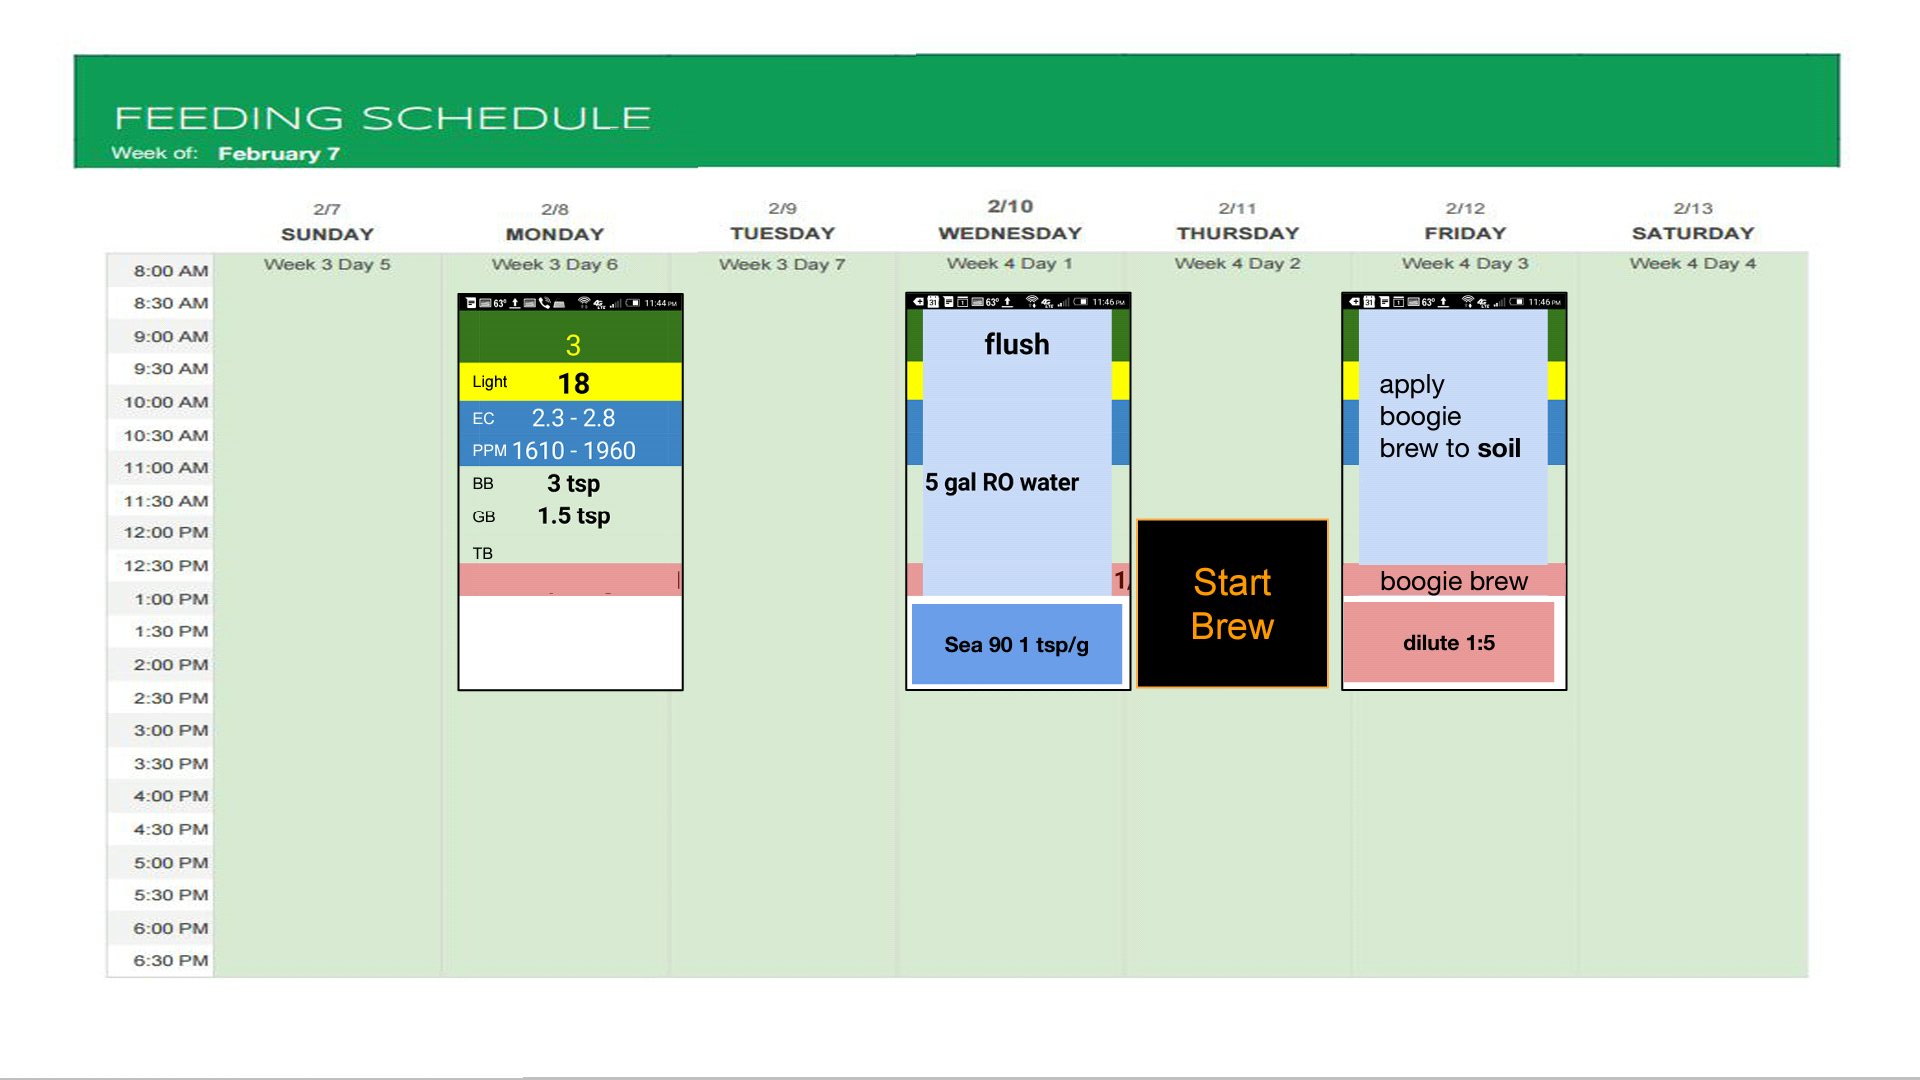 FEEDING SCHEDULE
Week of: February 7
2/7 2/8 2/9 2/10 2/11 2/12 2/13
SUNDAY MONDAY TUESDAY WEDNESDAY THURSDAY FRIDAY SATURDAY
8:00 AM Week 3 Day 5 Week 3 Day 6 Week 3 Day 7 Week 4 Day 1 Week 4 Day 2 Week 4 Day 3 Week 4 Day 4
8:30 AM
9:00 AM
9:30 AM
10:00 AM
10:30 AM
11:00 AM
11:30 AM
12:00 PM
12:30 PM
1:00 PM
1:30 PM
2:00 PM
2:30 PM
3:00 PM
3:30 PM
4:00 PM
4:30 PM
5:00 PM
5:30 PM
6:00 PM
6:30 PM
63° 11:44 PM
3
Light 18
EC 2.3 - 2.8
PPM 1610 - 1960
BB 3 tsp
GB 1.5 tsp
TB
31 63° 11:46 PM
flush
5 gal RO water
Sea 90 1 tsp/g
Start
Brew
31 63° 11:46 PM
apply
boogie
brew to soil
boogie brew
dilute 1:5